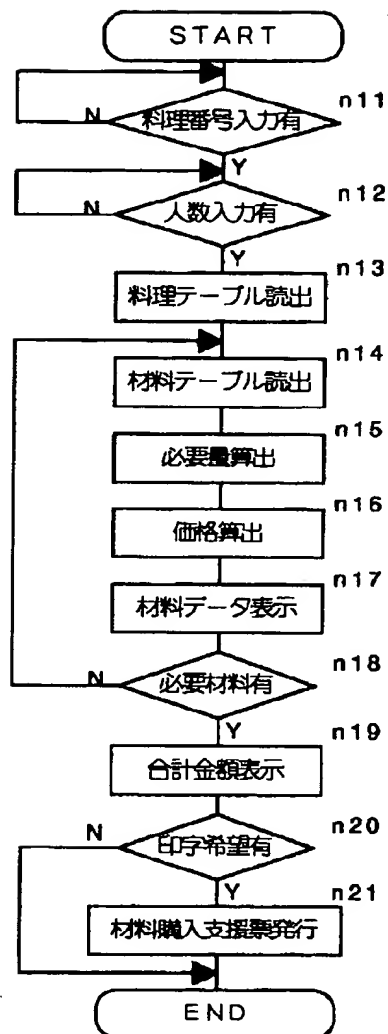 START
n11
料理番号入力有
N
Y
n12
人数入力有
N
Y
n13
料理テーブル読出
n14
材料テーブル読出
n15
必要量算出
n16
価格算出
n17
材料データ表示
n18
必要材料有
N
Y
n19
合計金額表示
n20
印字希望有
N
Y
n21
材料購入支援票発行
END